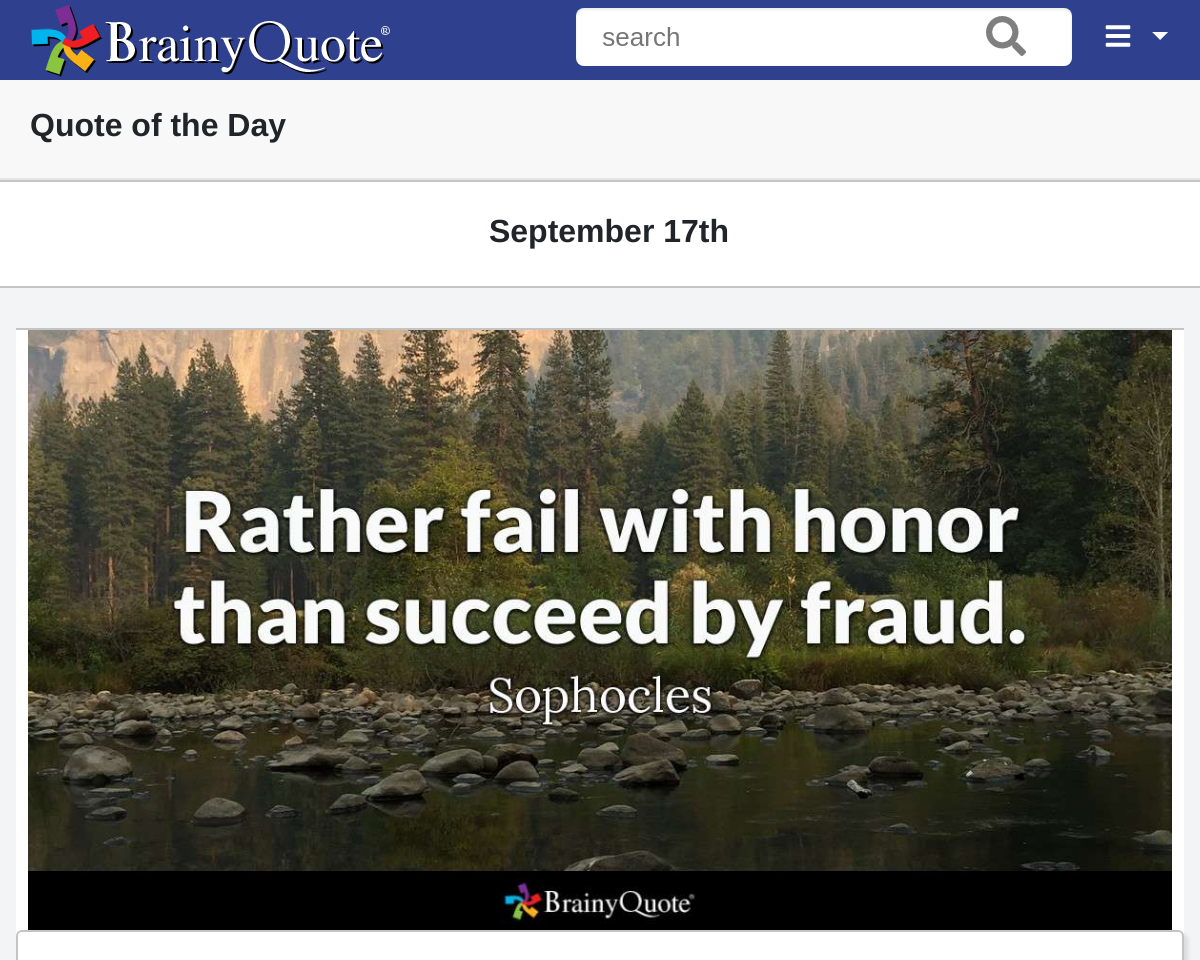 BrainyQuote®
search
Quote of the Day
September 17th
Rather fail with honor
than succeed by fraud.
Sophocles
BrainyQuote®